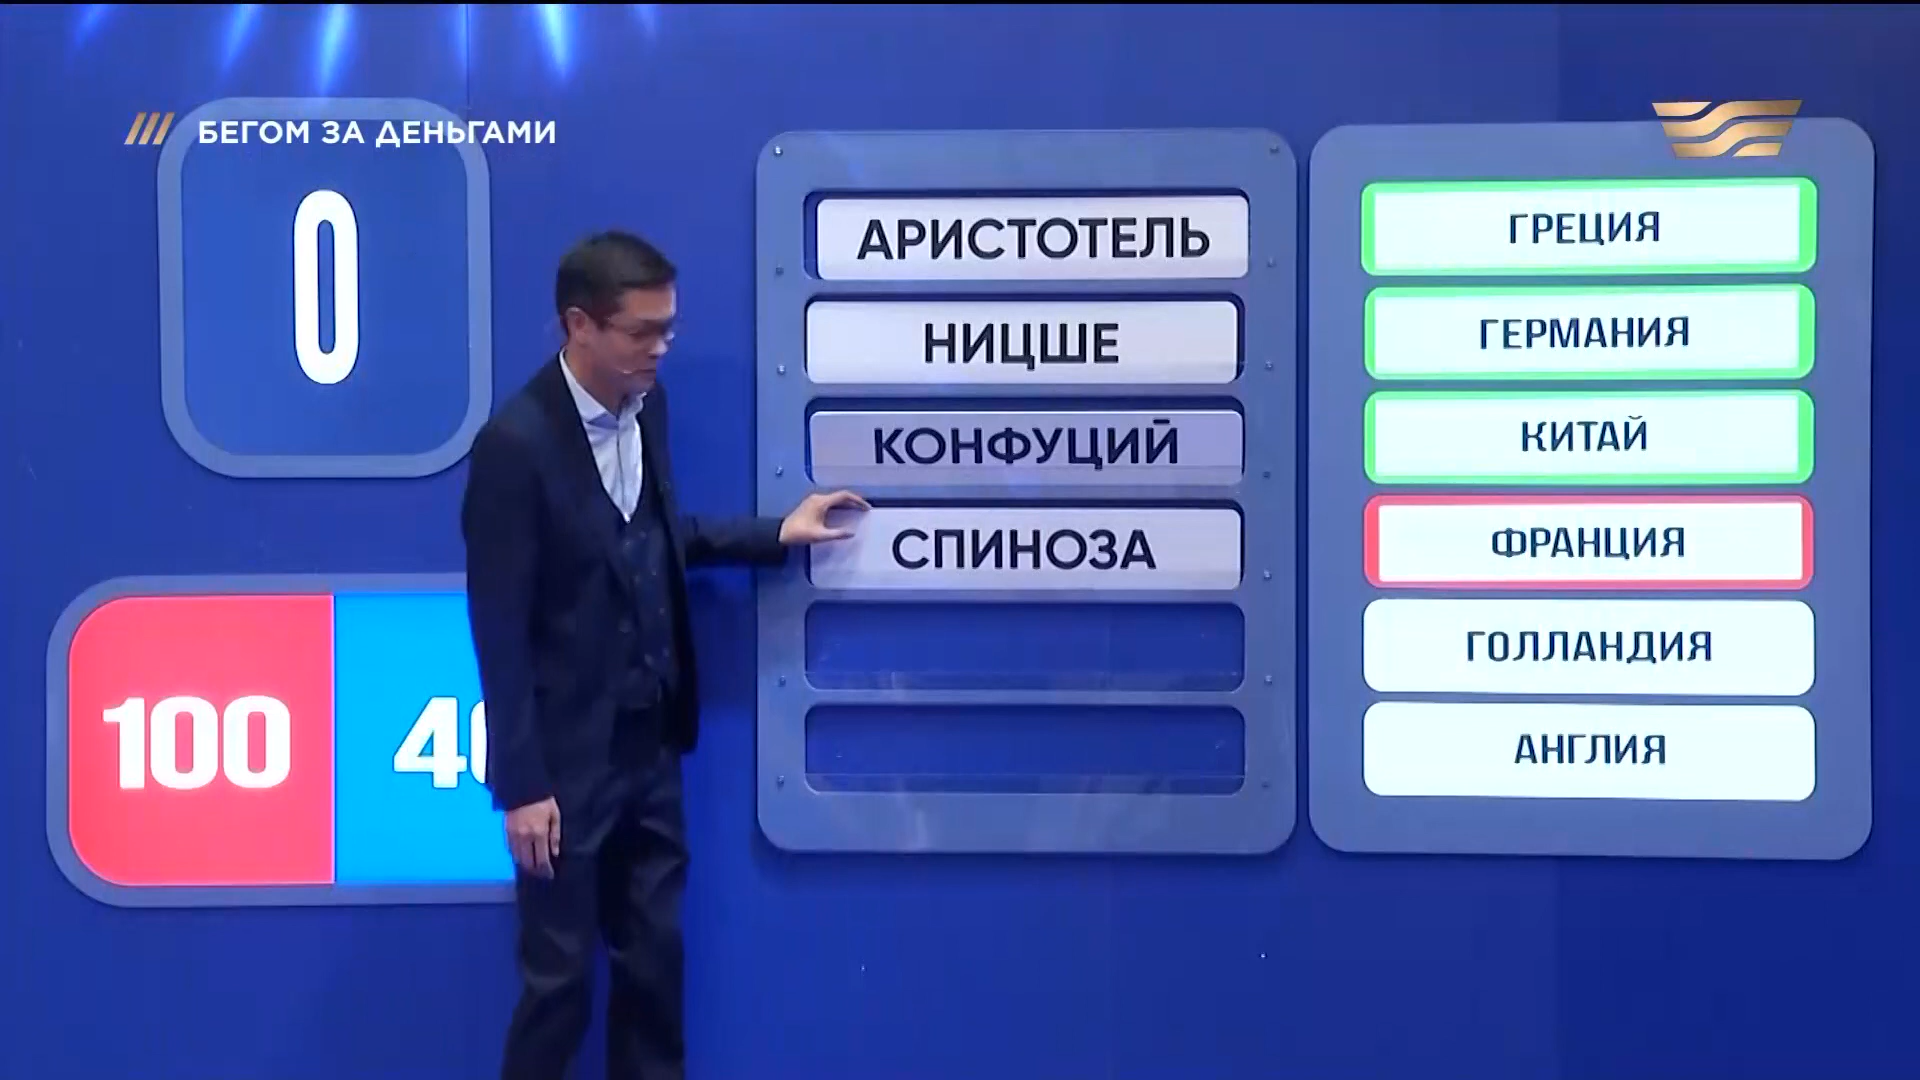 БЕГОМ ЗА ДЕНЬГАМИ
0
100
АРИСТОТЕЛЬ
НИЦШЕ
КОНФУЦИЙ
СПИНОЗА
ГРЕЦИЯ
ГЕРМАНИЯ
КИТАЙ
ФРАНЦИЯ
ГОЛЛАНДИЯ
АНГЛИЯ